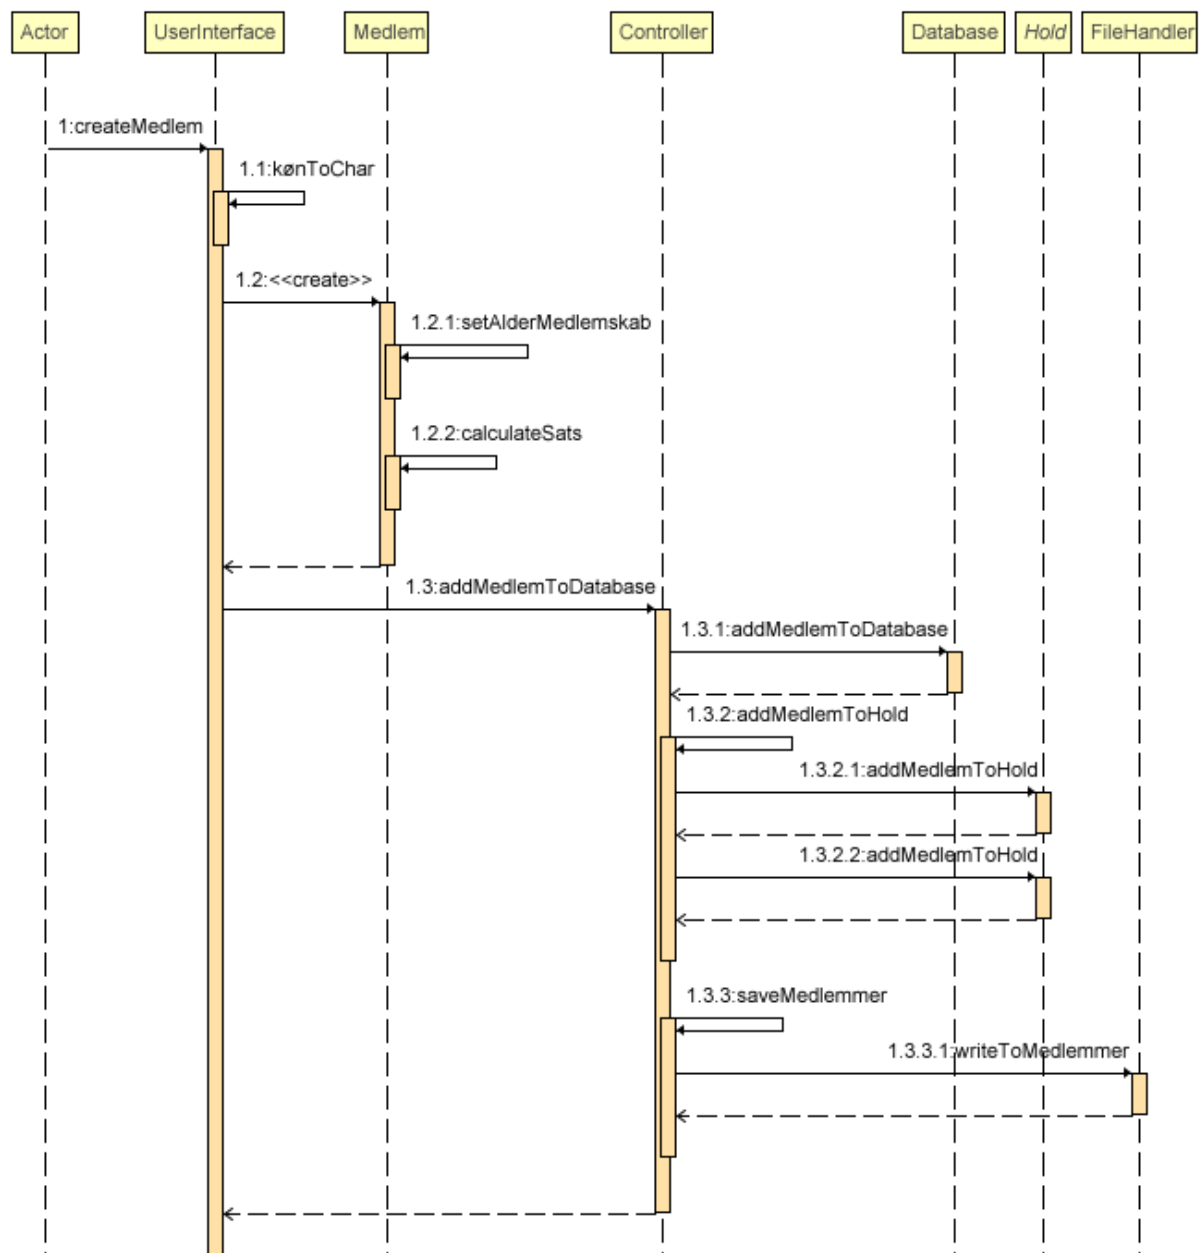 Actor
UserInterface
Medlem
Controller
Database
Hold
FileHandler
1:createMedlem
1.1:kønToChar
1.2:<<create>>
1.2.1:setAlderMedlemskab
1.2.2:calculateSats
1.3:addMedlemToDatabase
1.3.1:addMedlemToDatabase
1.3.2:addMedlemToHold
1.3.2.1:addMedlemToHold
1.3.2.2:addMedlemToHold
1.3.3:saveMedlemmer
1.3.3.1:writeToMedlemmer